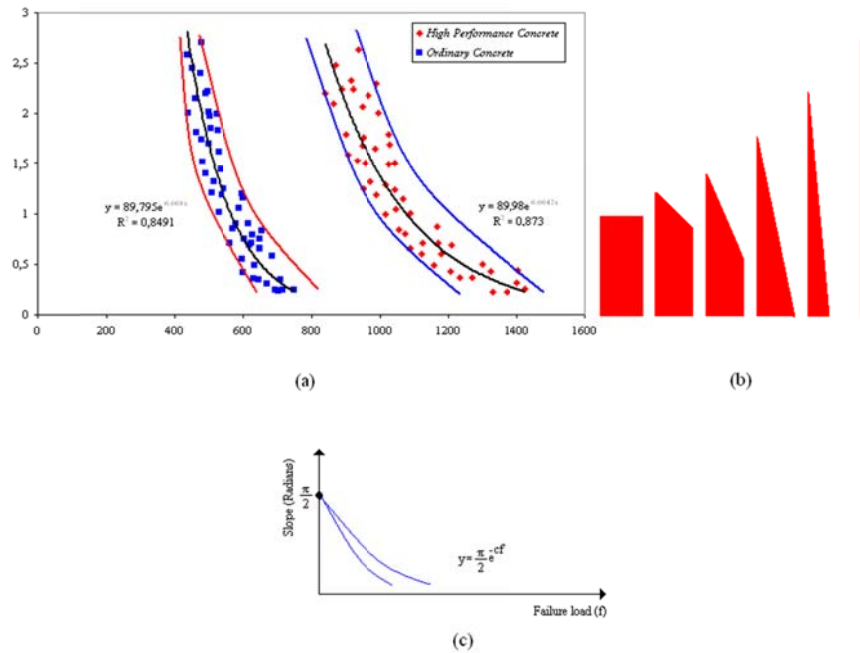 3
2,5
2
1,5
1
0,5
0
0 200 400 600 800 1000 1200 1400 1600
High Performance Concrete
Ordinary Concrete
y = 89,795e
R² = 0,8491
y = 89,98e
R² = 0,873
(a)
(b)
Slope (Radians)
π
2
y = π/2 e^-cf
Failure load (f)
(c)